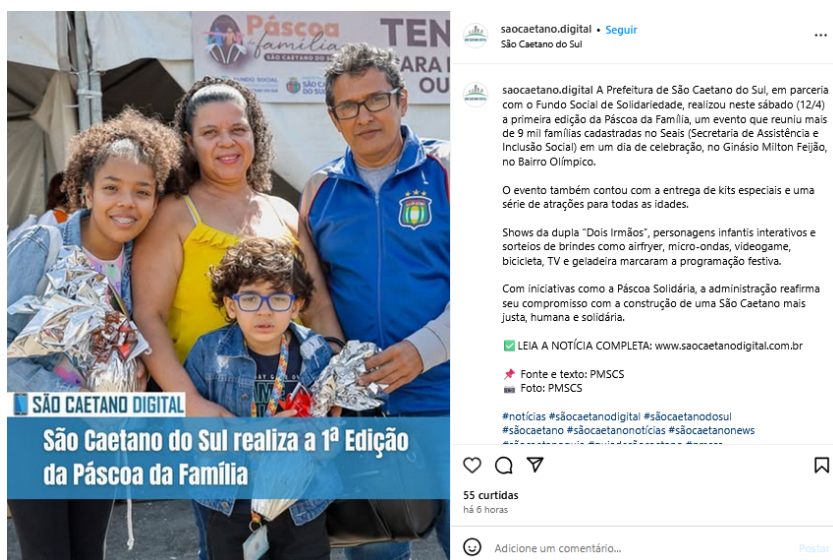 Páscoa
da família
SÃO CAETANO DO SUL
TEN
ARA
OU
FUNDO SOCIAL
SÃO CAETANO
DO SUL
SÃO CAETANO DIGITAL
São Caetano do Sul realiza a 1ª Edição
da Páscoa da Família
saocaetano.digital • Seguir
São Caetano do Sul
saocaetano.digital A Prefeitura de São Caetano do Sul, em parceria
com o Fundo Social de Solidariedade, realizou neste sábado (12/4)
a primeira edição da Páscoa da Família, um evento que reuniu mais
de 9 mil famílias cadastradas no Seais (Secretaria de Assistência e
Inclusão Social) em um dia de celebração, no Ginásio Milton Feijão,
no Bairro Olímpico.
O evento também contou com a entrega de kits especiais e uma
série de atrações para todas as idades.
Shows da dupla "Dois Irmãos", personagens infantis interativos e
sorteios de brindes como airfryer, micro-ondas, videogame,
bicicleta, TV e geladeira marcaram a programação festiva.
Com iniciativas como a Páscoa Solidária, a administração reafirma
seu compromisso com a construção de uma São Caetano mais
justa, humana e solidária.
✅ LEIA A NOTÍCIA COMPLETA: www.saocaetanodigital.com.br
📌 Fonte e texto: PMSCS
📷 Foto: PMSCS
#notícias #sãocaetanodigital #sãocaetanodosul
#sãocaetano #sãocaetanonotícias #sãocaetanonews
55 curtidas
há 6 horas
Adicione um comentário...
Postar